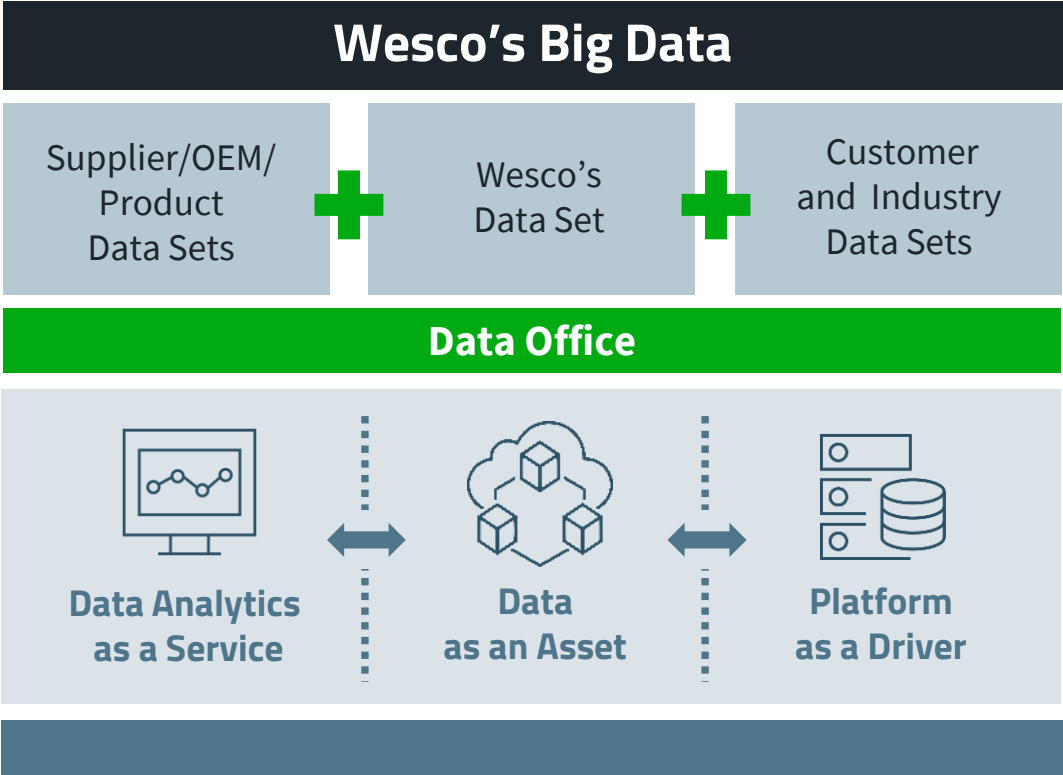 Wesco’s Big Data
Supplier/OEM/
Product
Data Sets
Wesco’s
Data Set
Customer
and Industry
Data Sets
Data Office
Data Analytics
as a Service
Data
as an Asset
Platform
as a Driver